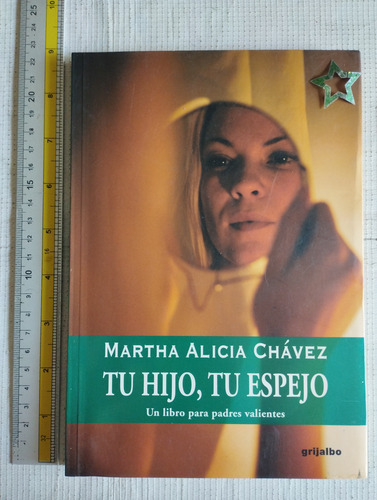 MARTHA ALICIA CHÁVEZ
TU HIJO, TU ESPEJO
Un libro para padres valientes
grijalbo